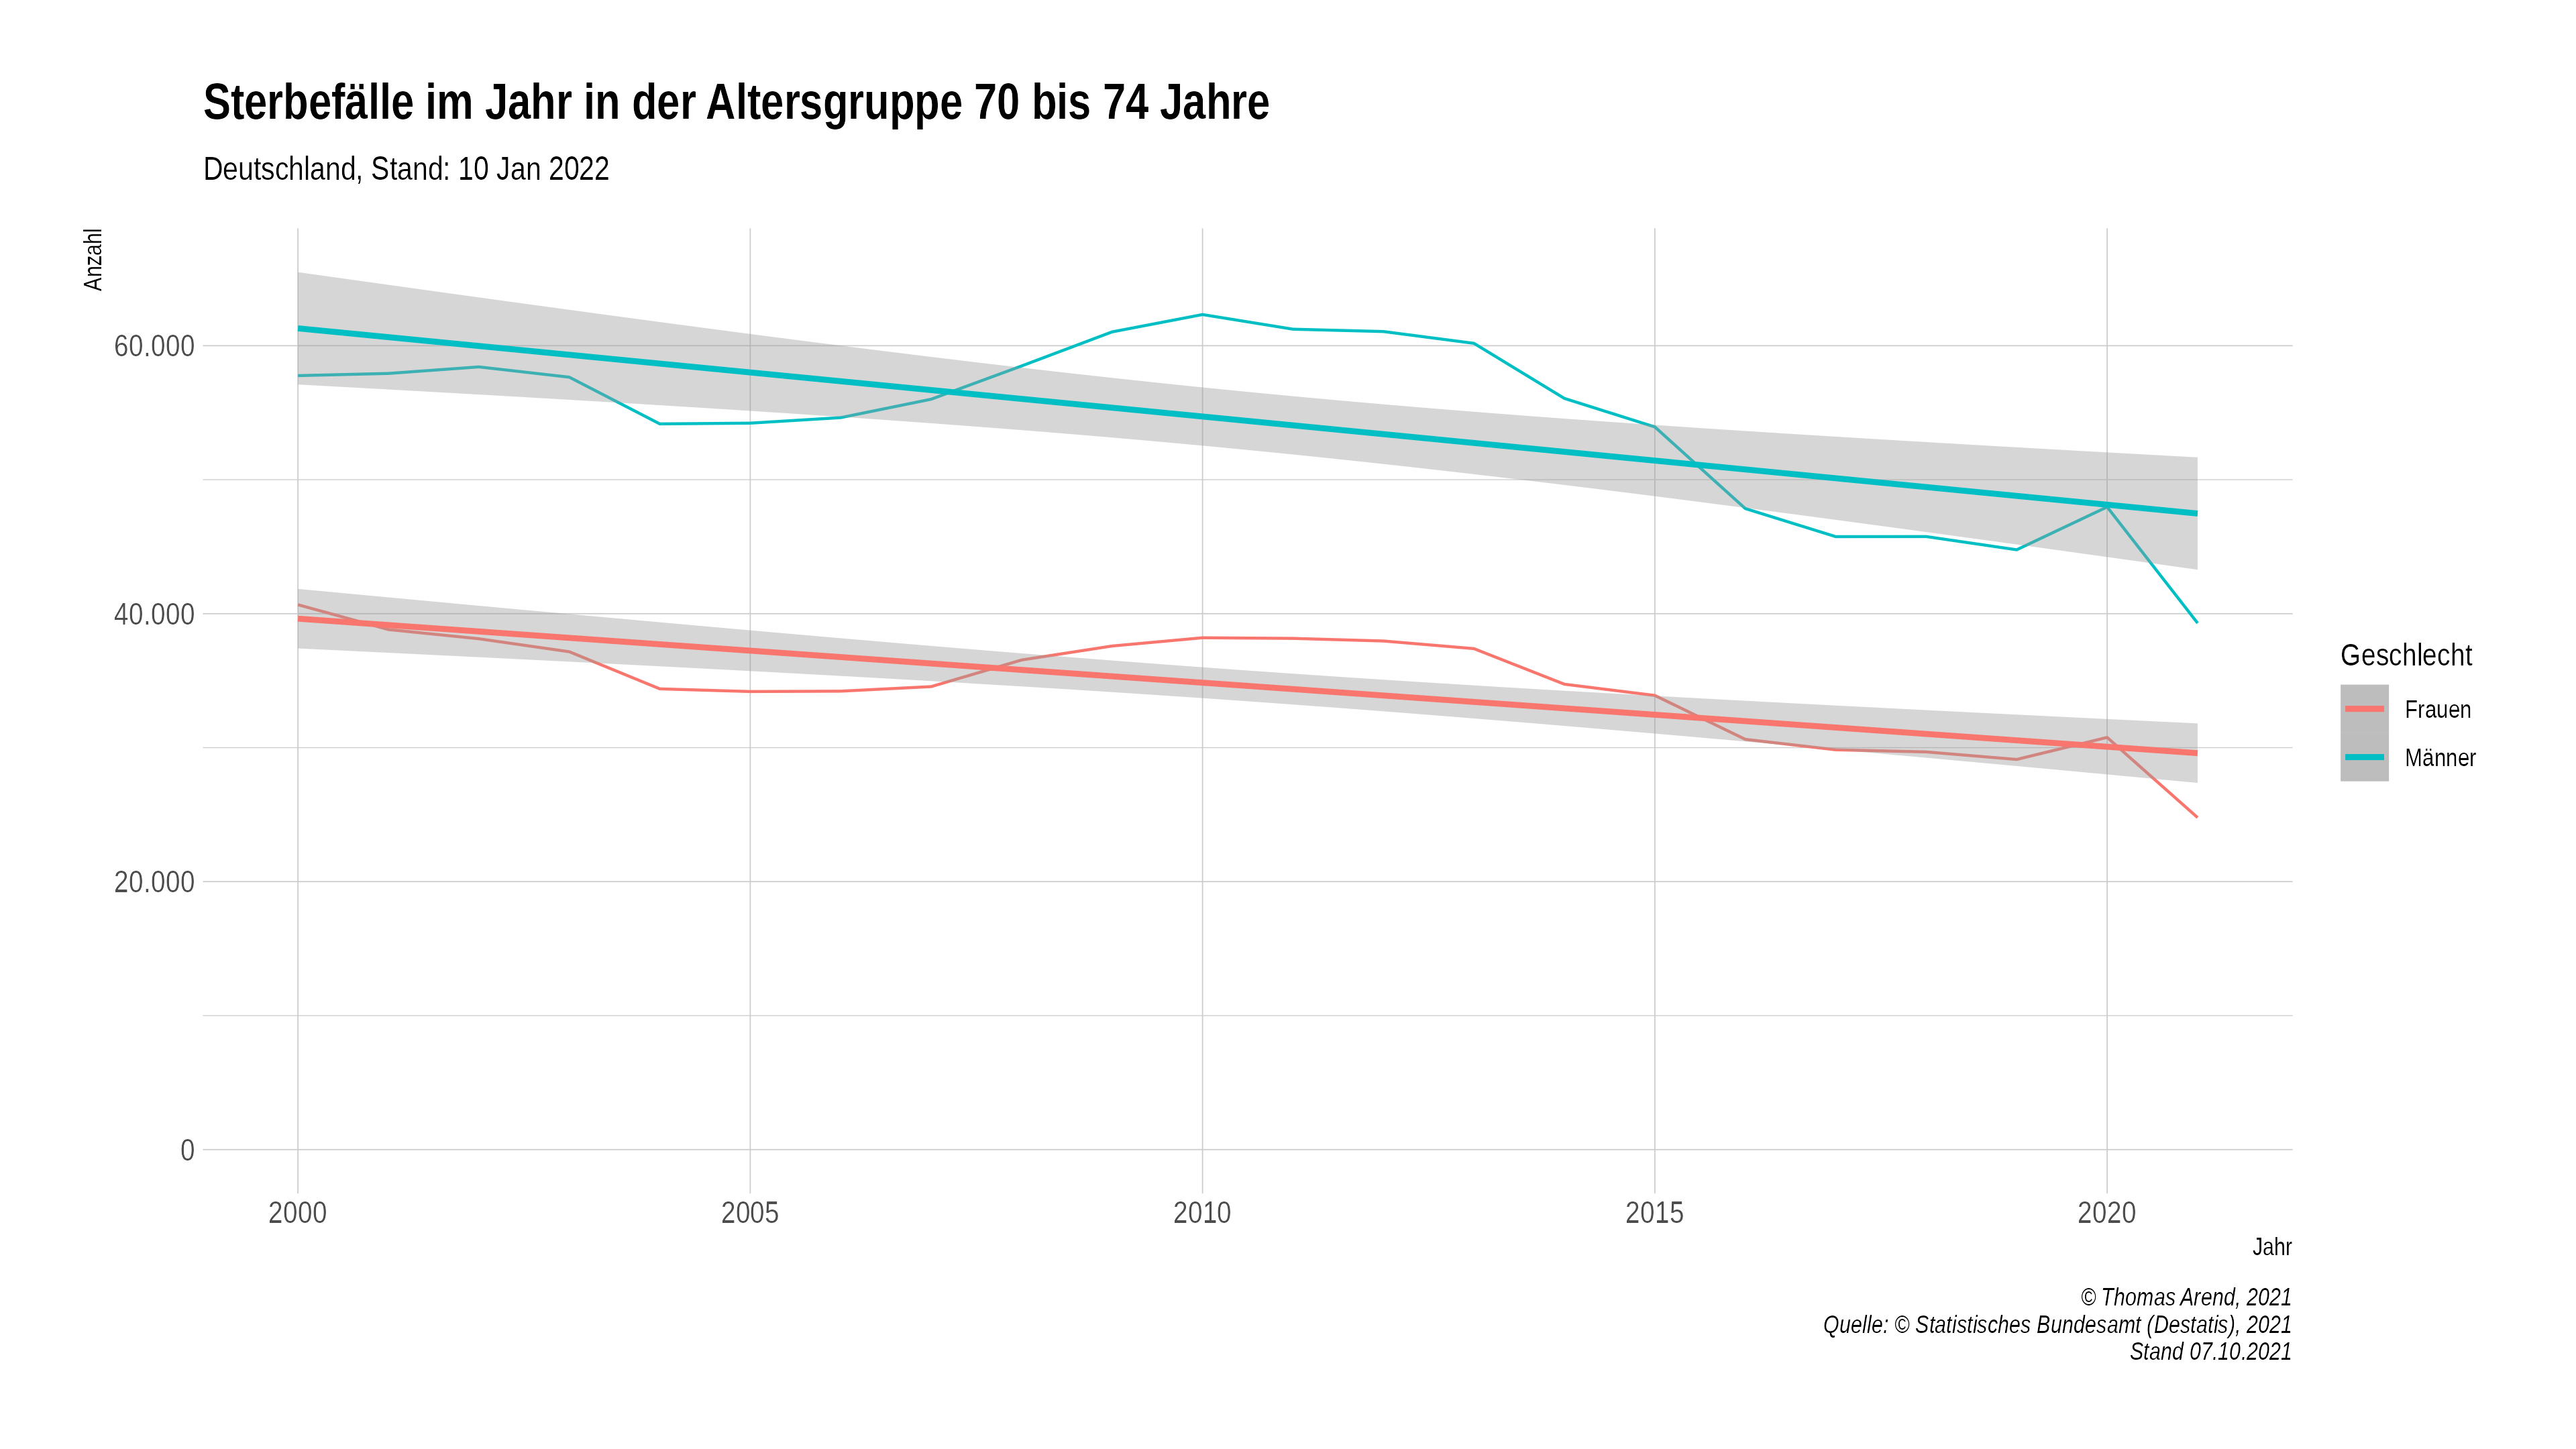 Sterbefälle im Jahr in der Altersgruppe 70 bis 74 Jahre
Deutschland, Stand: 10 Jan 2022
Anzahl
60.000
40.000
20.000
0
2000
2005
2010
2015
2020
Jahr
Geschlecht
Frauen
Männer
© Thomas Arend, 2021
Quelle: © Statistisches Bundesamt (Destatis), 2021
Stand 07.10.2021